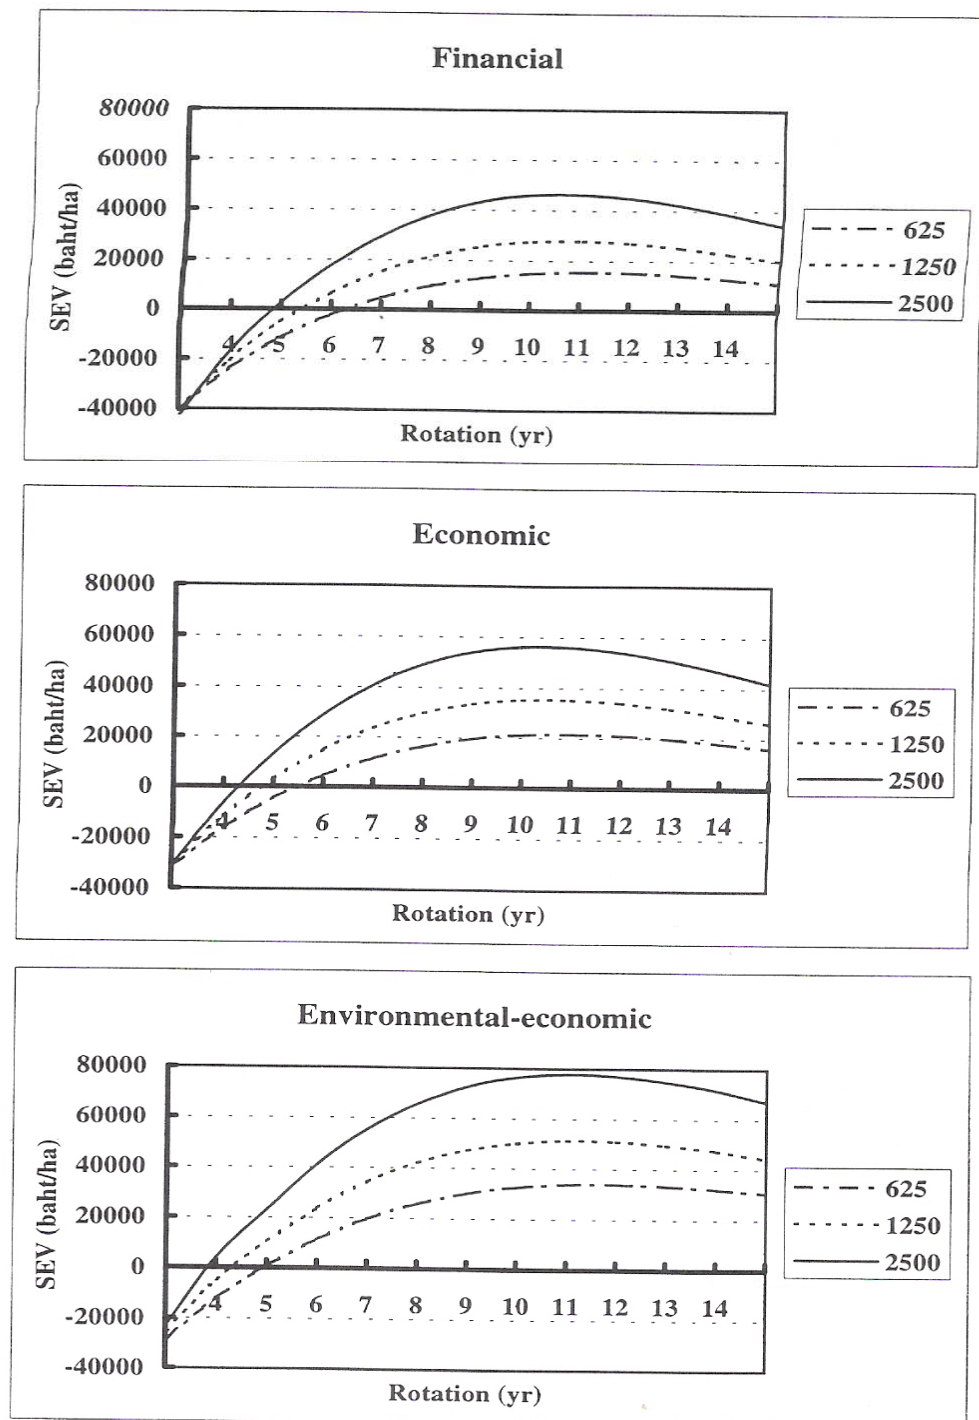 Financial
80000
60000
40000
20000
0
-20000
-40000
SEV (baht/ha)
4 5 6 7 8 9 10 11 12 13 14
Rotation (yr)
625
1250
2500
Economic
80000
60000
40000
20000
0
-20000
-40000
SEV (baht/ha)
4 5 6 7 8 9 10 11 12 13 14
Rotation (yr)
625
1250
2500
Environmental-economic
80000
60000
40000
20000
0
-20000
-40000
SEV (baht/ha)
4 5 6 7 8 9 10 11 12 13 14
Rotation (yr)
625
1250
2500